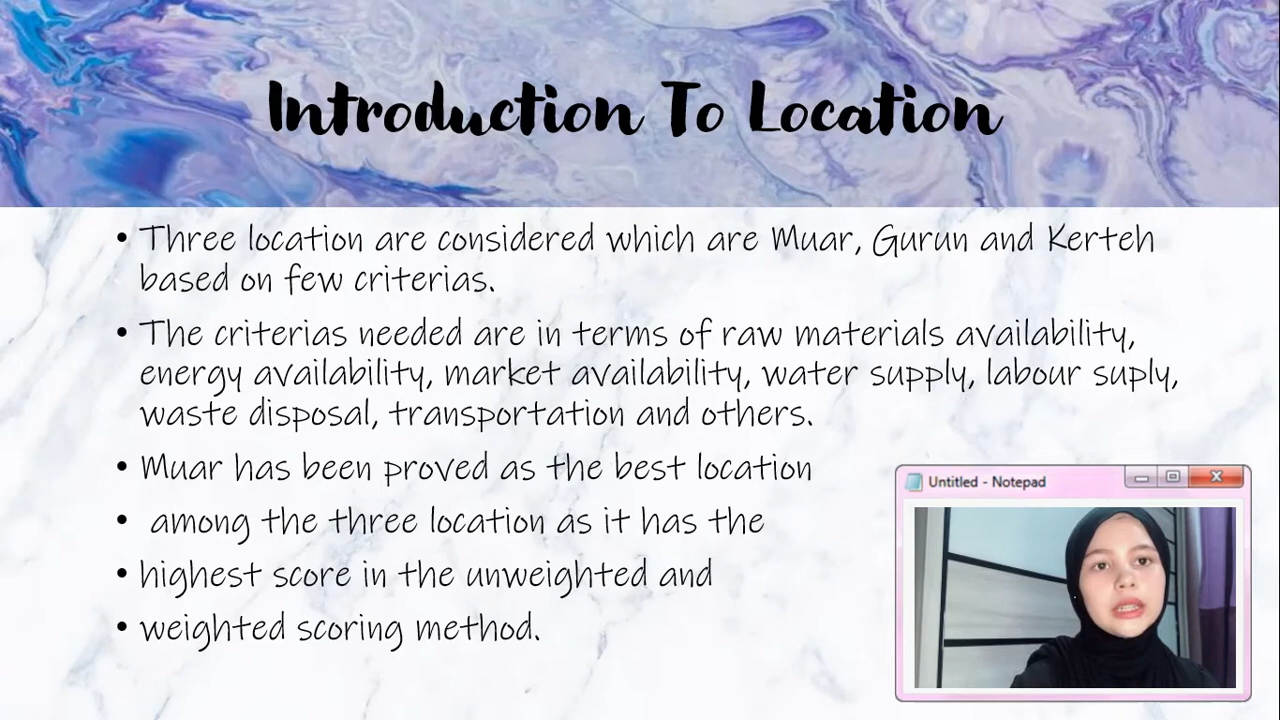 Introduction To Location
• Three location are considered which are Muar, Gurun and Kerteh
based on few criterias.
• The criterias needed are in terms of raw materials availability,
energy availability, market availability, water supply, labour suply,
waste disposal, transportation and others.
• Muar has been proved as the best location
• among the three location as it has the
• highest score in the unweighted and
• weighted scoring method.
Untitled - Notepad